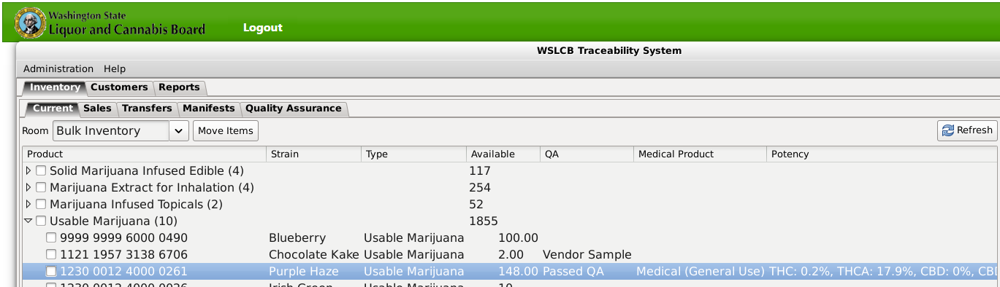 Washington State
Liquor and Cannabis Board
Logout
WSLCB Traceability System
Administration Help
Inventory Customers Reports
Current Sales Transfers Manifests Quality Assurance
Room Bulk Inventory Move Items Refresh
Product Strain Type Available QA Medical Product Potency
Solid Marijuana Infused Edible (4) 117
Marijuana Extract for Inhalation (4) 254
Marijuana Infused Topicals (2) 52
Usable Marijuana (10) 1855
9999 9999 6000 0490 Blueberry Usable Marijuana 100.00
1121 1957 3138 6706 Chocolate Kake Usable Marijuana 2.00 Vendor Sample
1230 0012 4000 0261 Purple Haze Usable Marijuana 148.00 Passed QA Medical (General Use) THC: 0.2%, THCA: 17.9%, CBD: 0%, CBD
1230 0012 4000 0026 Irish Green Usable Marijuana 10